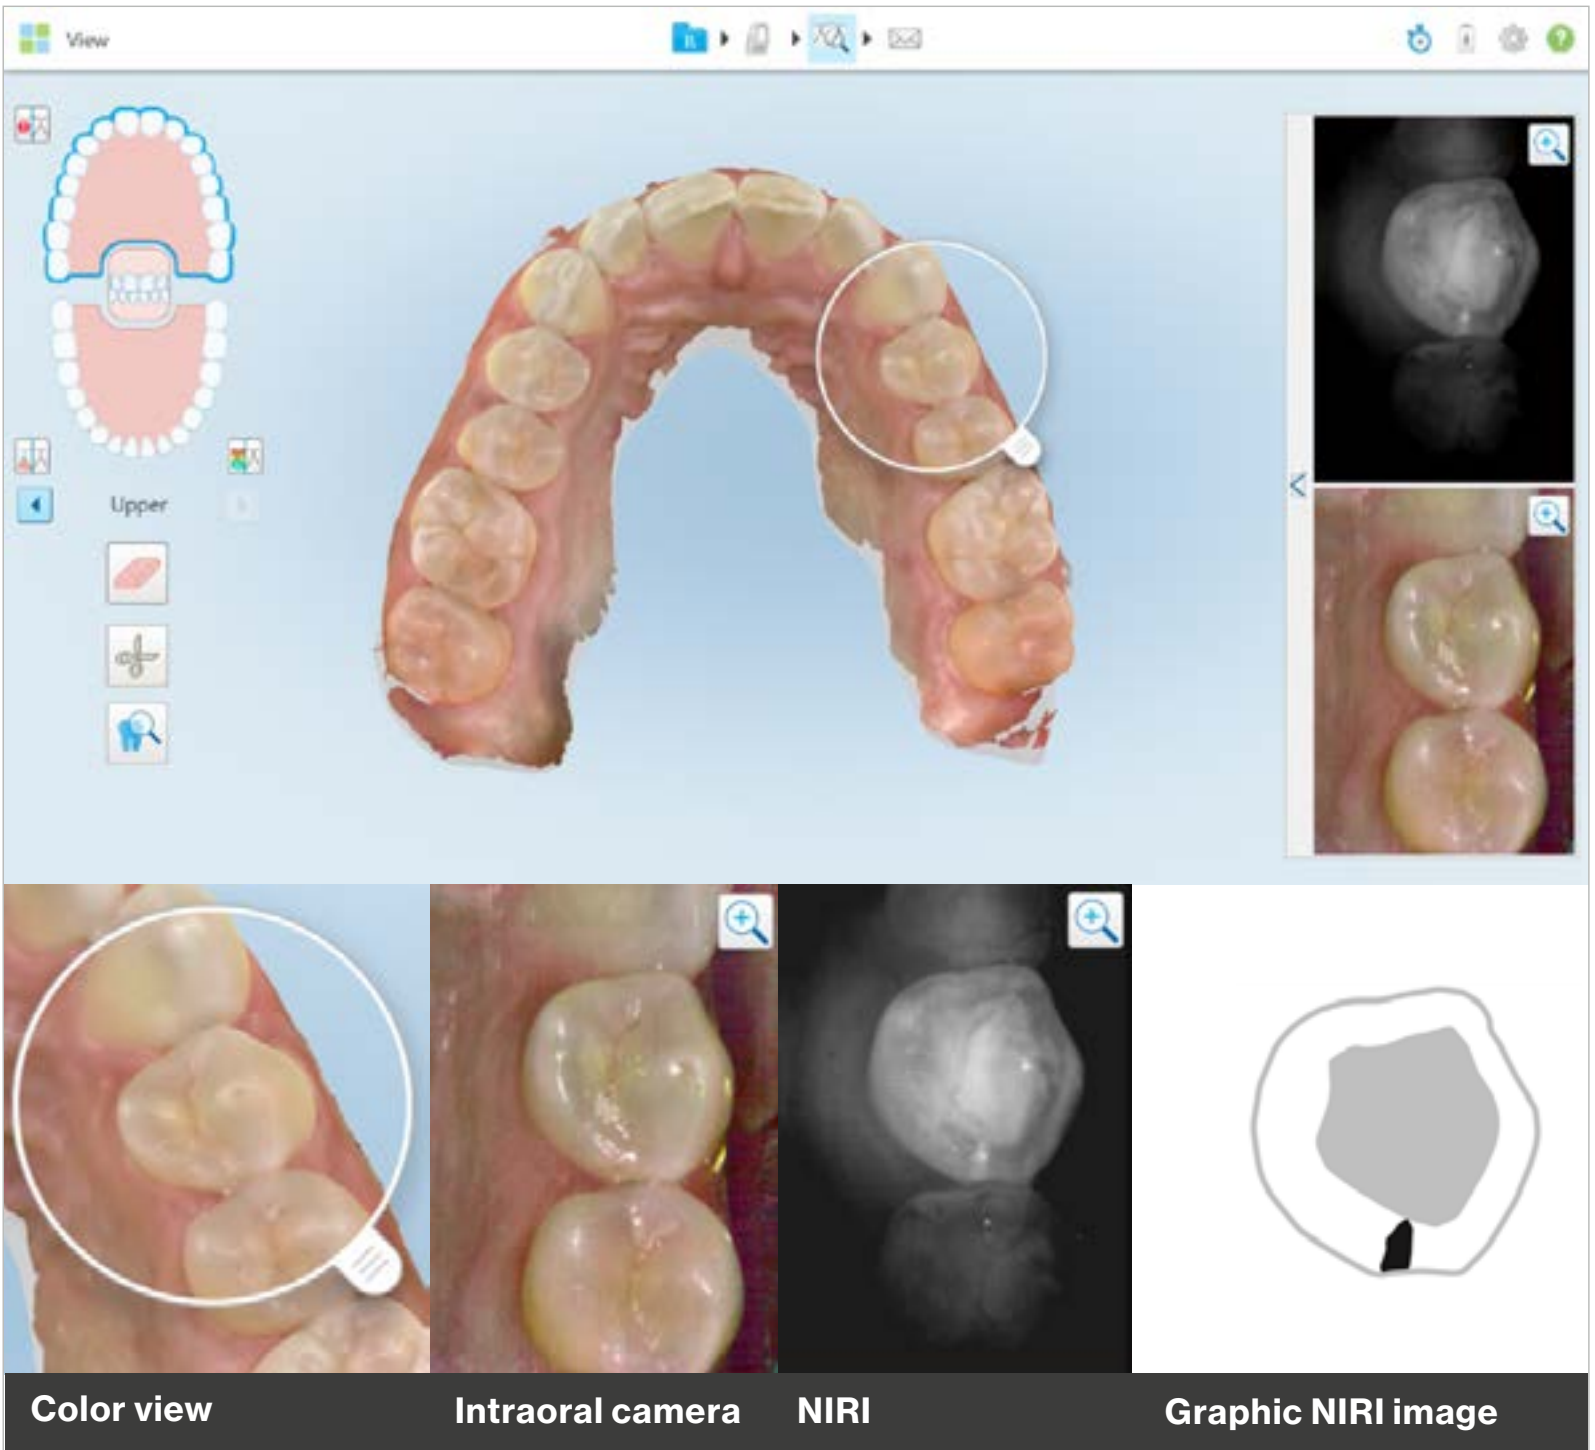 View
Upper
Color view
Intraoral camera
NIRI
Graphic NIRI image